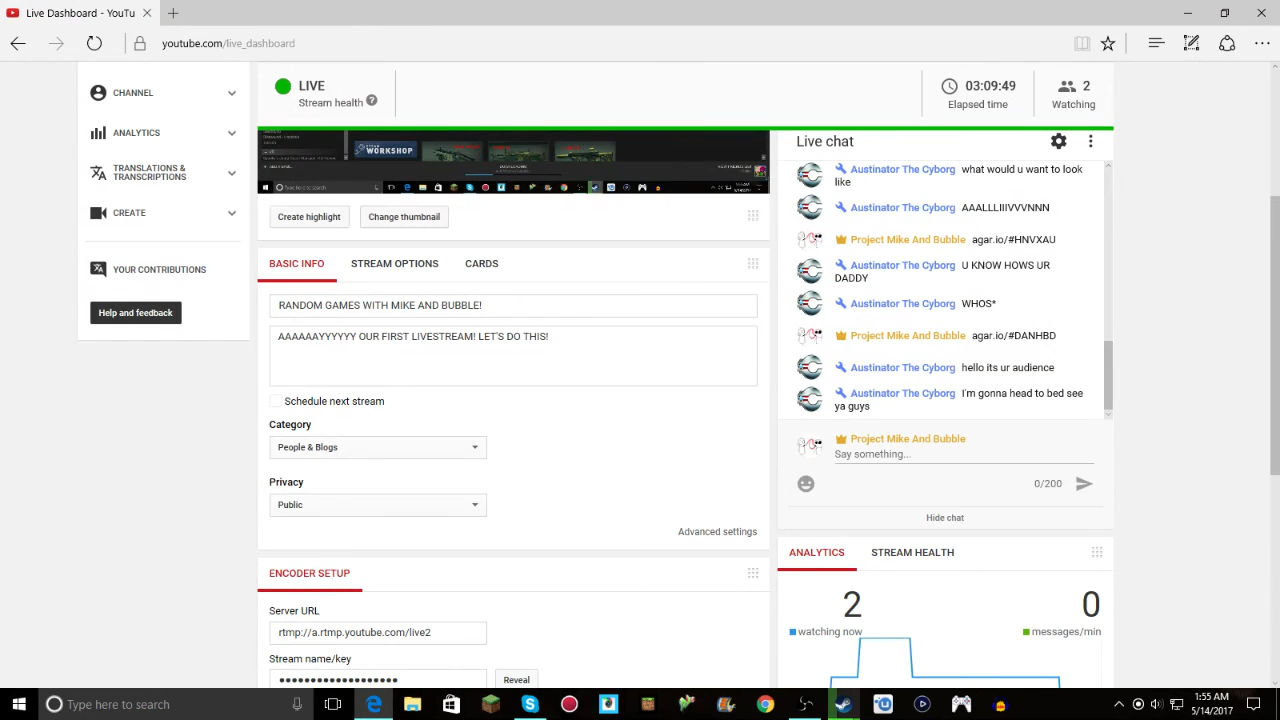 Live Dashboard - YouTu
youtube.com/live_dashboard
CHANNEL
ANALYTICS
TRANSLATIONS &
TRANSCRIPTIONS
CREATE
YOUR CONTRIBUTIONS
Help and feedback
LIVE
Stream health
03:09:49
Elapsed time
2
Watching
WORKSHOP
Create highlight
Change thumbnail
BASIC INFO
STREAM OPTIONS
CARDS
RANDOM GAMES WITH MIKE AND BUBBLE!
AAAAAAYYYYYY OUR FIRST LIVESTREAM! LET'S DO THIS!
Schedule next stream
Category
People & Blogs
Privacy
Public
Advanced settings
ENCODER SETUP
Server URL
rtmp://a.rtmp.youtube.com/live2
Stream name/key
Reveal
Live chat
Austinator The Cyborg what would u want to look
like
Austinator The Cyborg AAALLLIIIVVVNNN
Project Mike And Bubble agar.io/#HNVXAU
Austinator The Cyborg U KNOW HOWS UR
DADDY
Austinator The Cyborg WHOS*
Project Mike And Bubble agar.io/#DANHBD
Austinator The Cyborg hello its ur audience
Austinator The Cyborg I'm gonna head to bed see
ya guys
Project Mike And Bubble
Say something...
0/200
Hide chat
ANALYTICS
STREAM HEALTH
2
watching now
0
messages/min
Type here to search
1:55 AM
5/14/2017